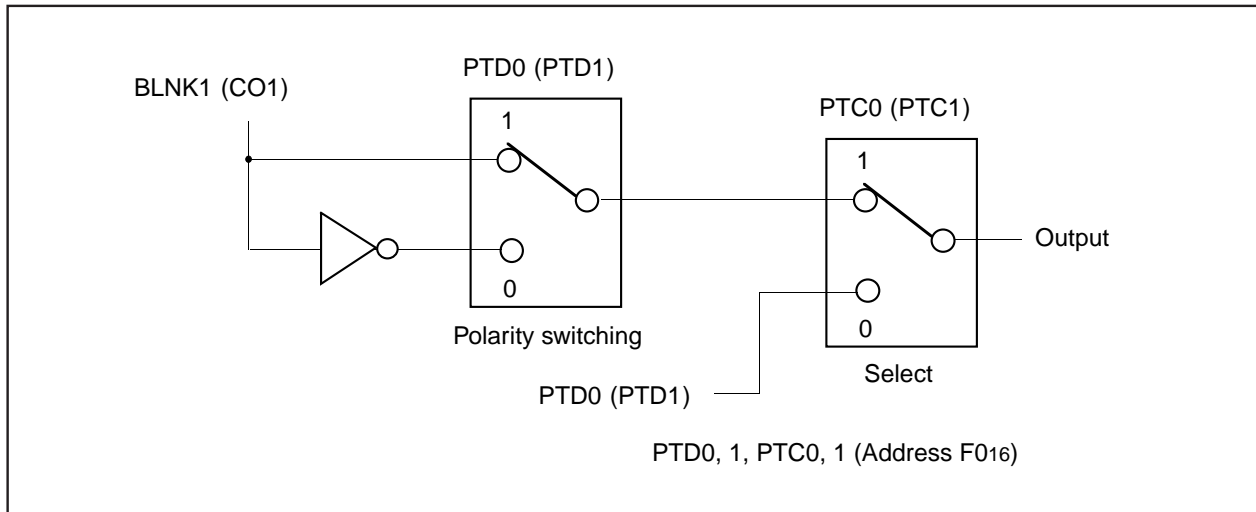 BLNK1 (CO1)
PTD0 (PTD1)
1
0
Polarity switching
PTC0 (PTC1)
1
0
Select
Output
PTD0 (PTD1)
PTD0, 1, PTC0, 1 (Address F016)